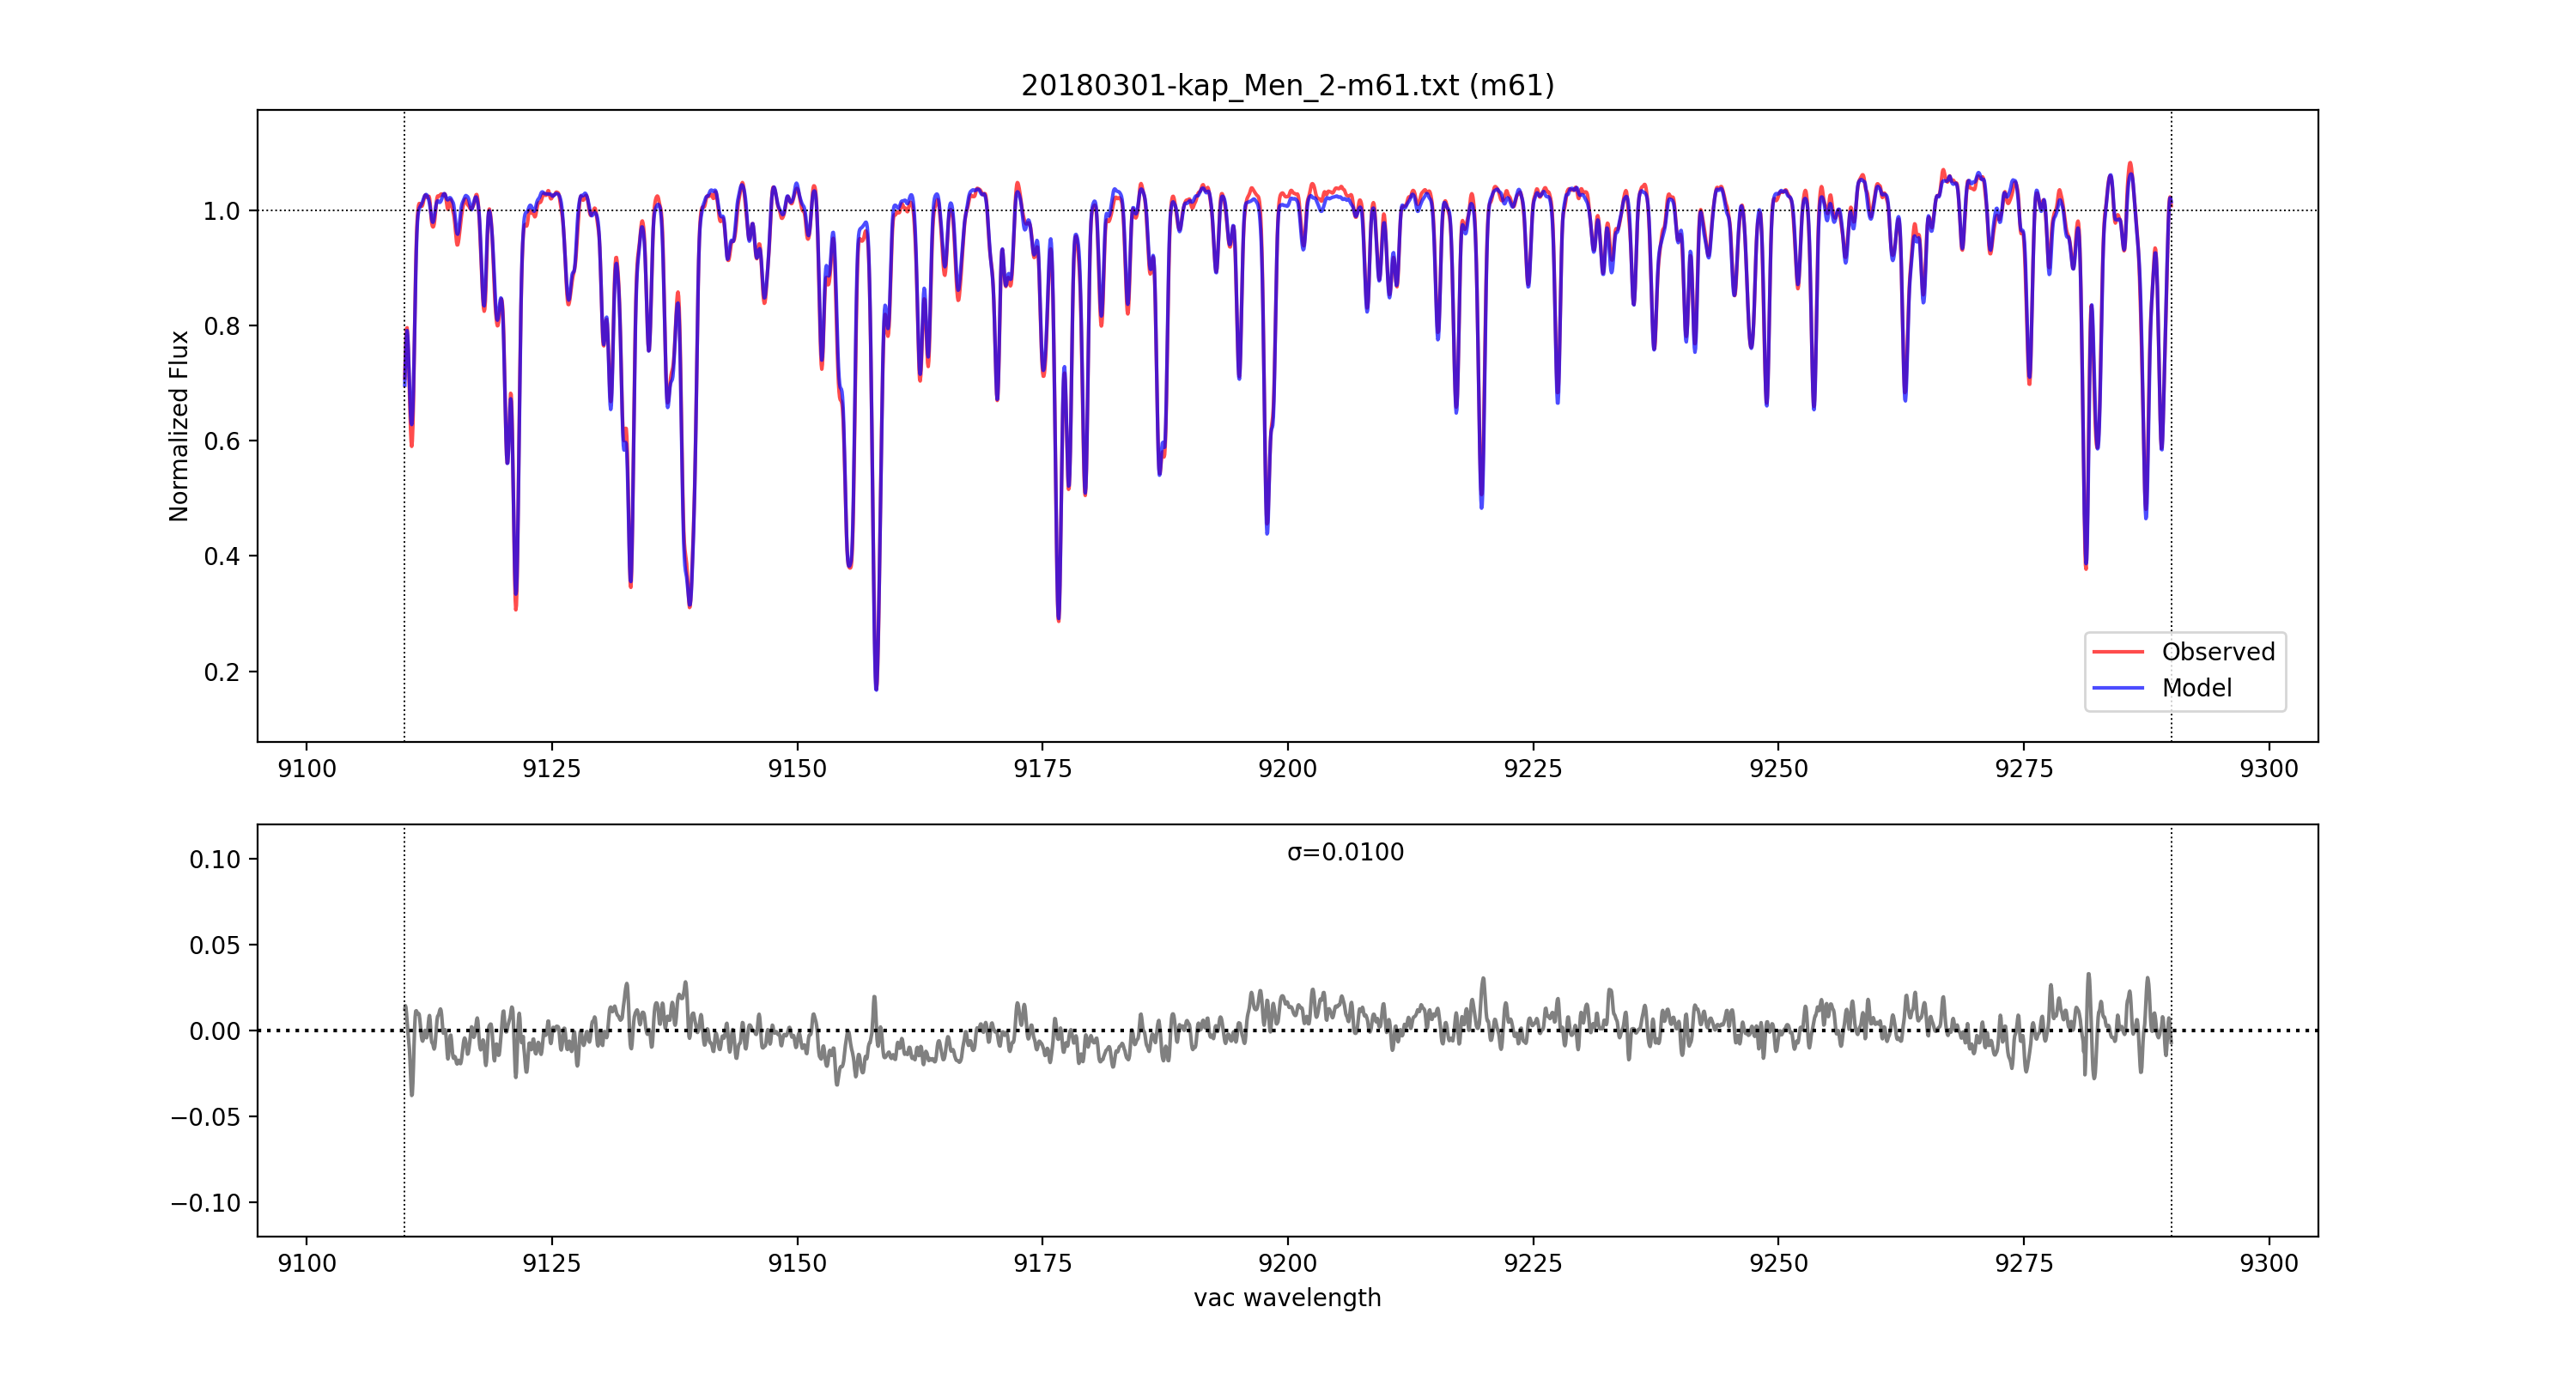 20180301-kap_Men_2-m61.txt (m61)
Normalized Flux
1.0
0.8
0.6
0.4
0.2
Observed
Model
9100 9125 9150 9175 9200 9225 9250 9275 9300
σ=0.0100
0.10
0.05
0.00
−0.05
−0.10
9100 9125 9150 9175 9200 9225 9250 9275 9300
vac wavelength